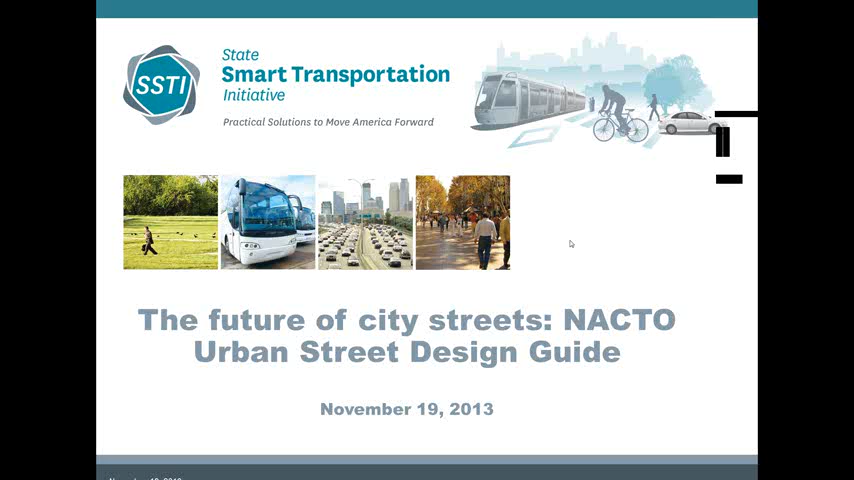 SSTI
State
Smart Transportation
Initiative
Practical Solutions to Move America Forward
The future of city streets: NACTO
Urban Street Design Guide
November 19, 2013